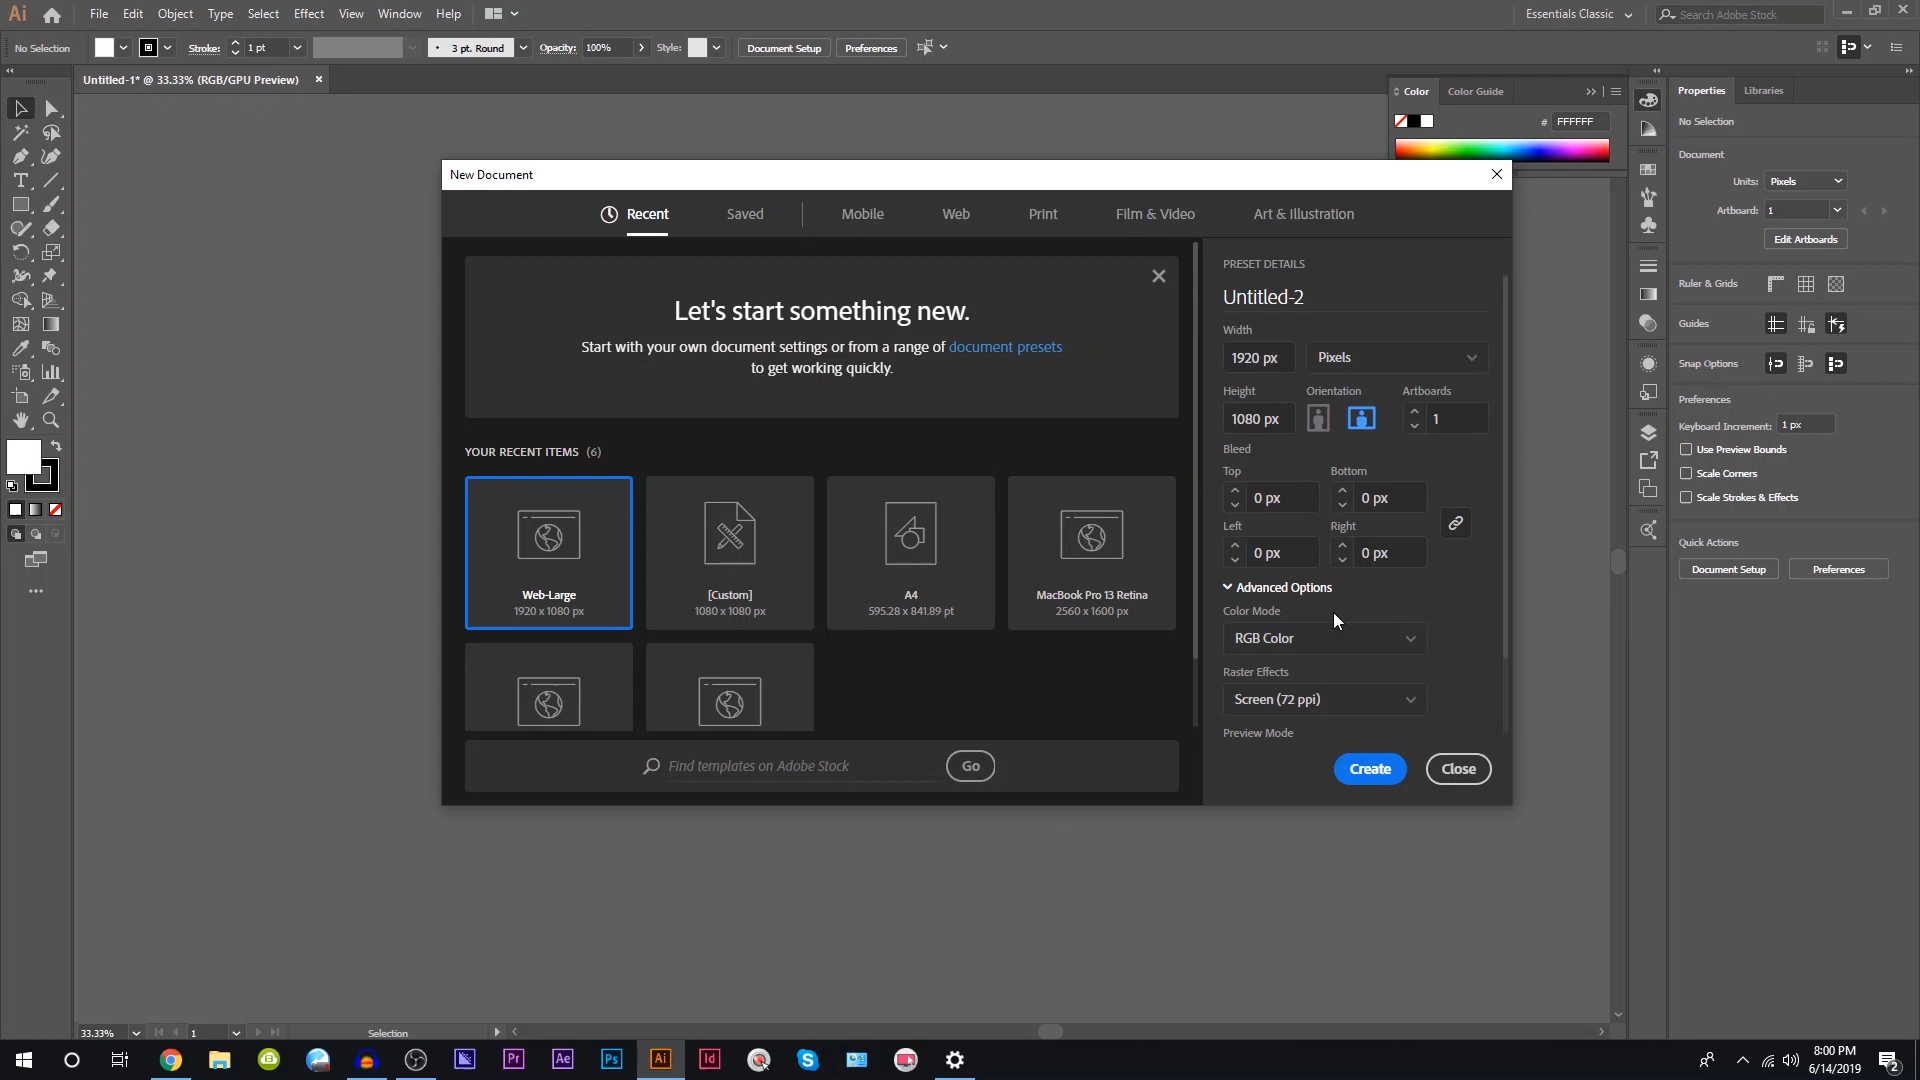 Ai File Edit Object Type Select Effect View Window Help Essentials Classic Search Adobe Stock
No Selection Stroke: 1 pt 3 pt. Round Opacity: 100% Style: Document Setup Preferences
Untitled-1* @ 33.33% (RGB/GPU Preview)
Color Color Guide
# FFFFFF
Properties Libraries
No Selection
Document
Units: Pixels
Artboard: 1
Edit Artboards
Ruler & Grids
Guides
Snap Options
Preferences
Keyboard Increment: 1 px
Use Preview Bounds
Scale Corners
Scale Strokes & Effects
Quick Actions
Document Setup Preferences
New Document
Recent Saved Mobile Web Print Film & Video Art & Illustration
Let's start something new.
Start with your own document settings or from a range of document presets
to get working quickly.
YOUR RECENT ITEMS (6)
Web-Large
1920 x 1080 px
[Custom]
1080 x 1080 px
A4
595.28 x 841.89 pt
MacBook Pro 13 Retina
2560 x 1600 px
Find templates on Adobe Stock Go
PRESET DETAILS
Untitled-2
Width
1920 px Pixels
Height Orientation Artboards
1080 px 1
Bleed
Top Bottom
0 px 0 px
Left Right
0 px 0 px
Advanced Options
Color Mode
RGB Color
Raster Effects
Screen (72 ppi)
Preview Mode
Create Close
33.33% 1 Selection
Pr Ae Ps Ai Id
8:00 PM
6/14/2019
2